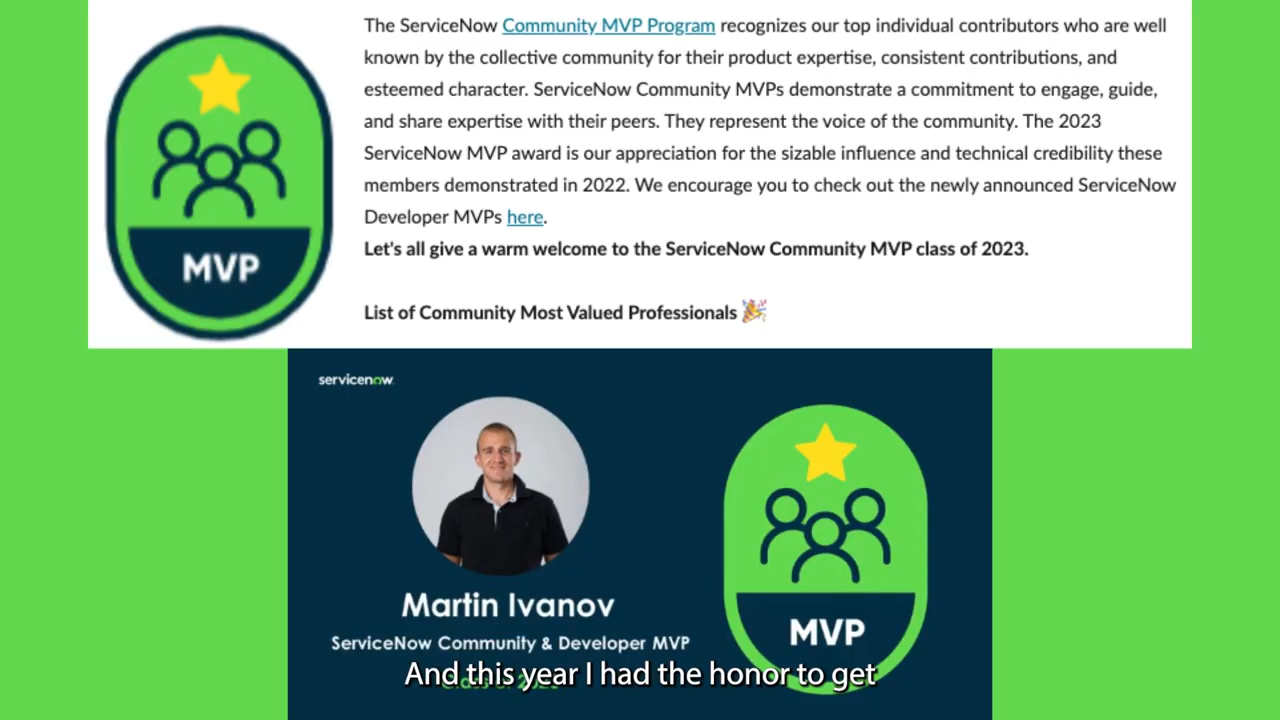 The ServiceNow Community MVP Program recognizes our top individual contributors who are well
known by the collective community for their product expertise, consistent contributions, and
esteemed character. ServiceNow Community MVPs demonstrate a commitment to engage, guide,
and share expertise with their peers. They represent the voice of the community. The 2023
ServiceNow MVP award is our appreciation for the sizable influence and technical credibility these
members demonstrated in 2022. We encourage you to check out the newly announced ServiceNow
Developer MVPs here.
Let's all give a warm welcome to the ServiceNow Community MVP class of 2023.
List of Community Most Valued Professionals 🎉
MVP
servicenow
Martin Ivanov
ServiceNow Community & Developer MVP
MVP
And this year I had the honor to get